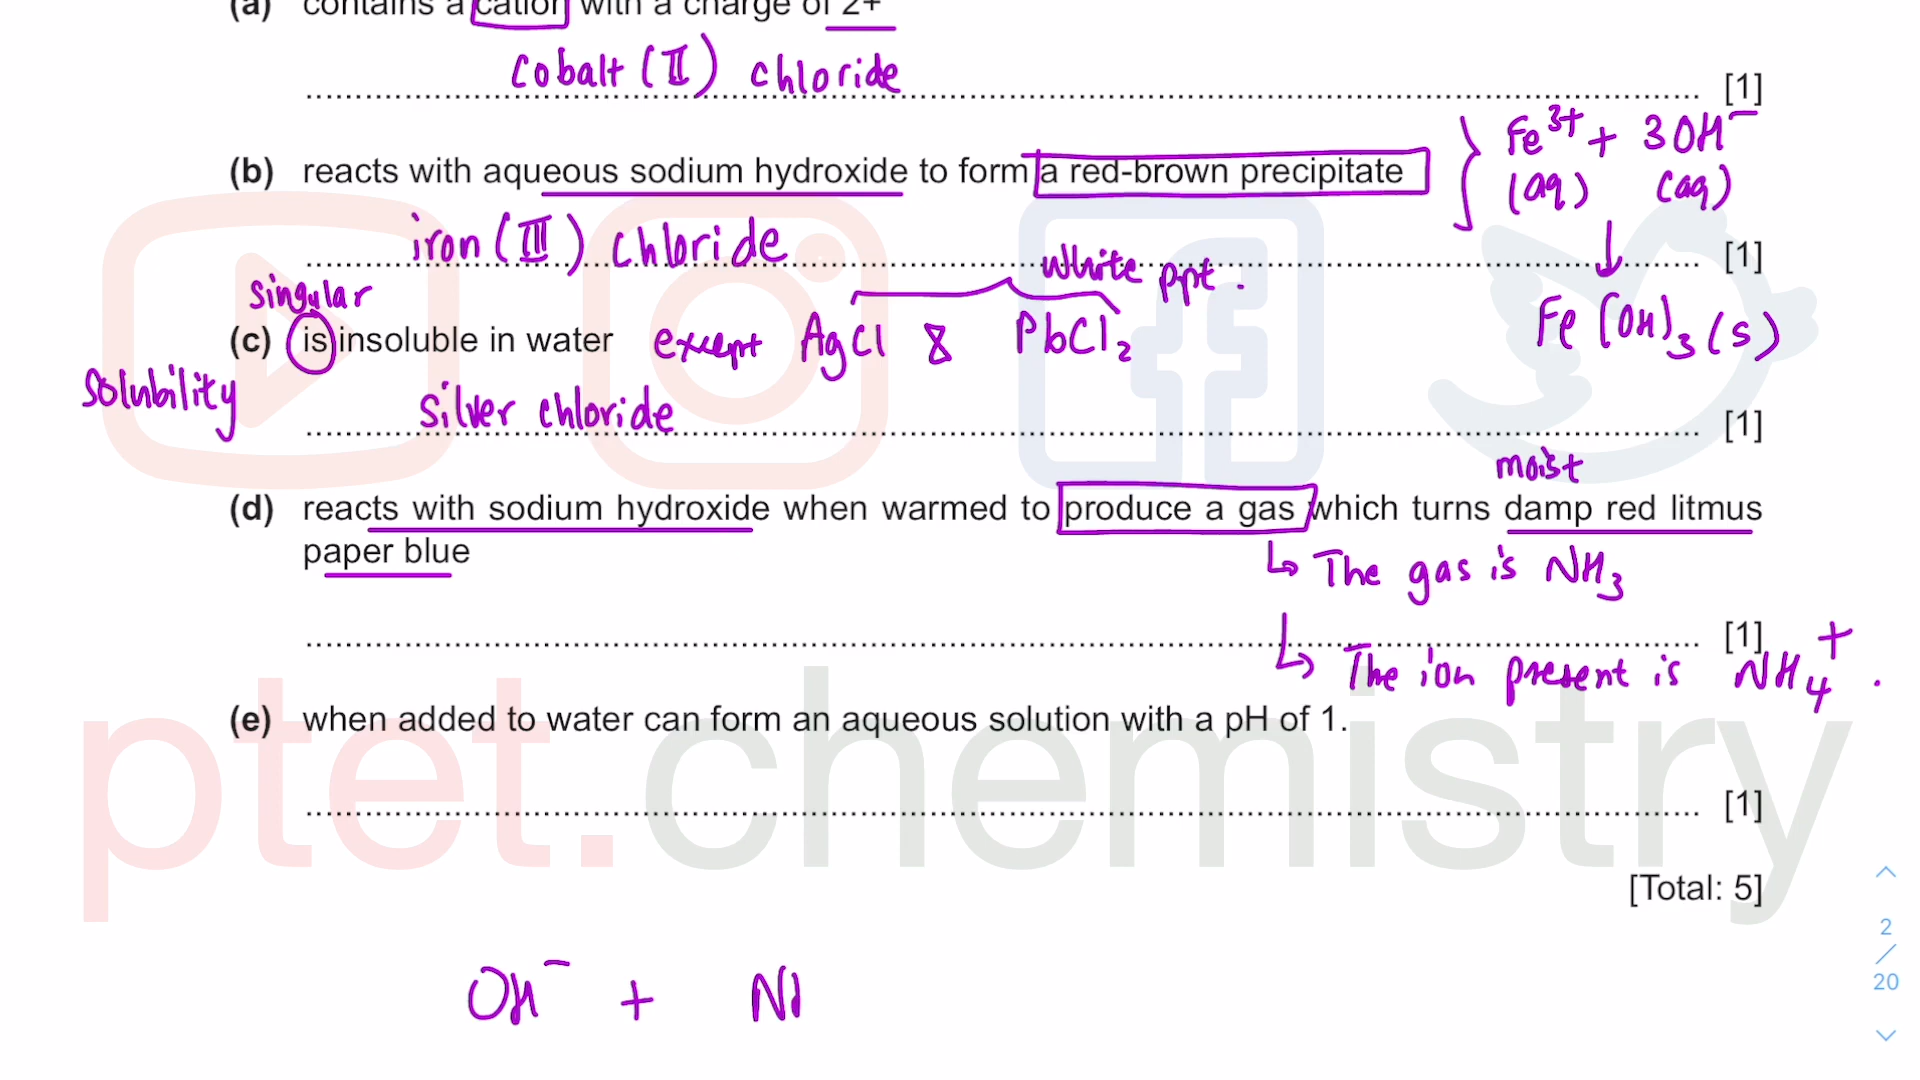 (a) contains a cation with a charge of 2+
Cobalt (II) chloride
[1]
Fe³⁺ + 3OH⁻
(b) reacts with aqueous sodium hydroxide to form a red-brown precipitate
(aq) (aq)
iron (III) chloride
[1]
white ppt.
singular
(c) is insoluble in water except AgCl & PbCl₂
Fe(OH)₃(s)
Solubility
Silver chloride
[1]
moist
(d) reacts with sodium hydroxide when warmed to produce a gas which turns damp red litmus
paper blue
↳ The gas is NH₃
[1]
↳ The ion present is NH₄⁺.
(e) when added to water can form an aqueous solution with a pH of 1.
ptet.chemistry
[1]
[Total: 5]
2
/
20
OH⁻ + N